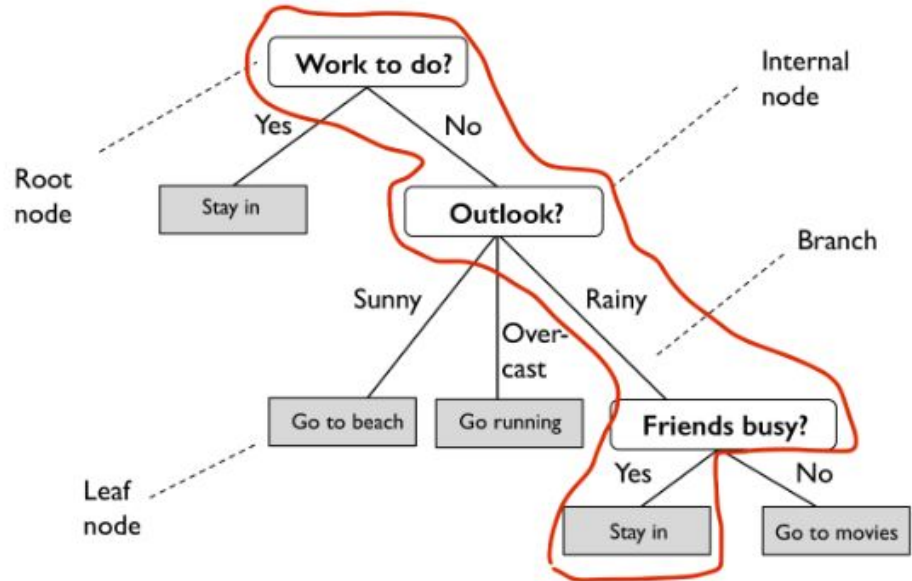 Work to do?
Internal
node
Yes
No
Root
node
Stay in
Outlook?
Branch
Sunny
Rainy
Over-
cast
Go to beach
Go running
Friends busy?
Yes
No
Leaf
node
Stay in
Go to movies